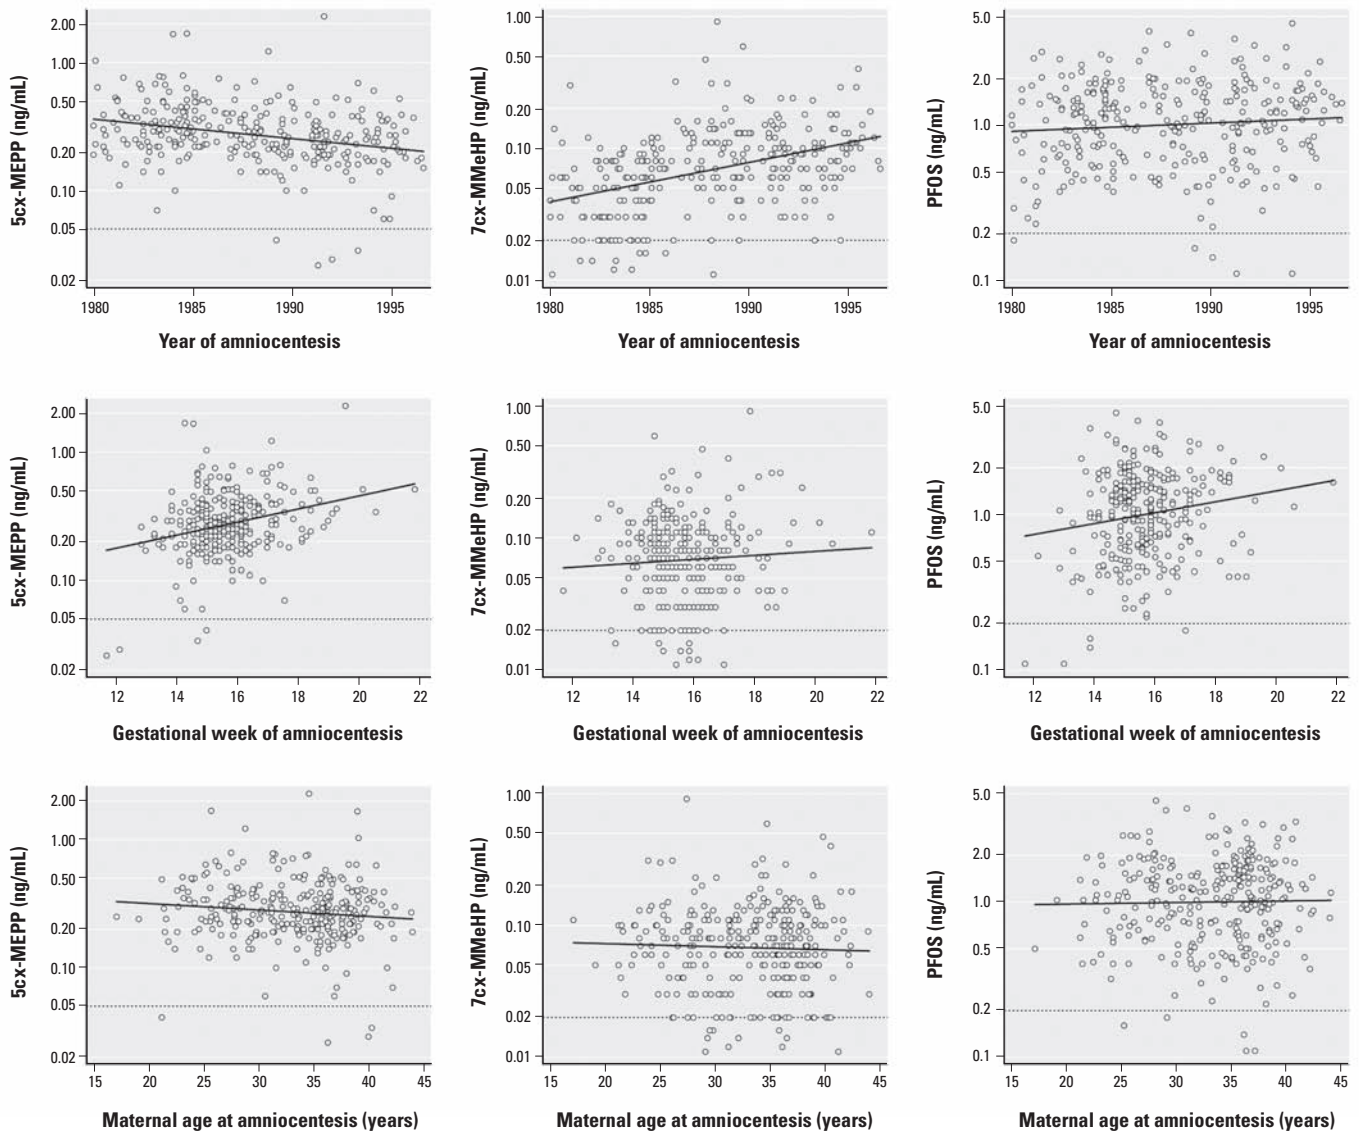 5cx-MEPP (ng/mL)
2.00
1.00
0.50
0.20
0.10
0.05
0.02
1980 1985 1990 1995
Year of amniocentesis
7cx-MMeHP (ng/mL)
1.00
0.50
0.20
0.10
0.05
0.02
0.01
1980 1985 1990 1995
Year of amniocentesis
PFOS (ng/mL)
5.0
2.0
1.0
0.5
0.2
0.1
1980 1985 1990 1995
Year of amniocentesis
5cx-MEPP (ng/mL)
2.00
1.00
0.50
0.20
0.10
0.05
0.02
12 14 16 18 20 22
Gestational week of amniocentesis
7cx-MMeHP (ng/mL)
1.00
0.50
0.20
0.10
0.05
0.02
0.01
12 14 16 18 20 22
Gestational week of amniocentesis
PFOS (ng/mL)
5.0
2.0
1.0
0.5
0.2
0.1
12 14 16 18 20 22
Gestational week of amniocentesis
5cx-MEPP (ng/mL)
2.00
1.00
0.50
0.20
0.10
0.05
0.02
15 20 25 30 35 40 45
Maternal age at amniocentesis (years)
7cx-MMeHP (ng/mL)
1.00
0.50
0.20
0.10
0.05
0.02
0.01
15 20 25 30 35 40 45
Maternal age at amniocentesis (years)
PFOS (ng/mL)
5.0
2.0
1.0
0.5
0.2
0.1
15 20 25 30 35 40 45
Maternal age at amniocentesis (years)